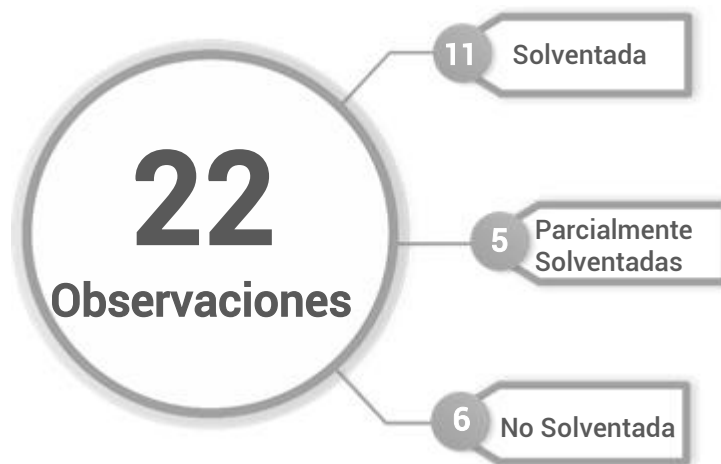 22
Observaciones
11
Solventada
5
Parcialmente
Solventadas
6
No Solventada